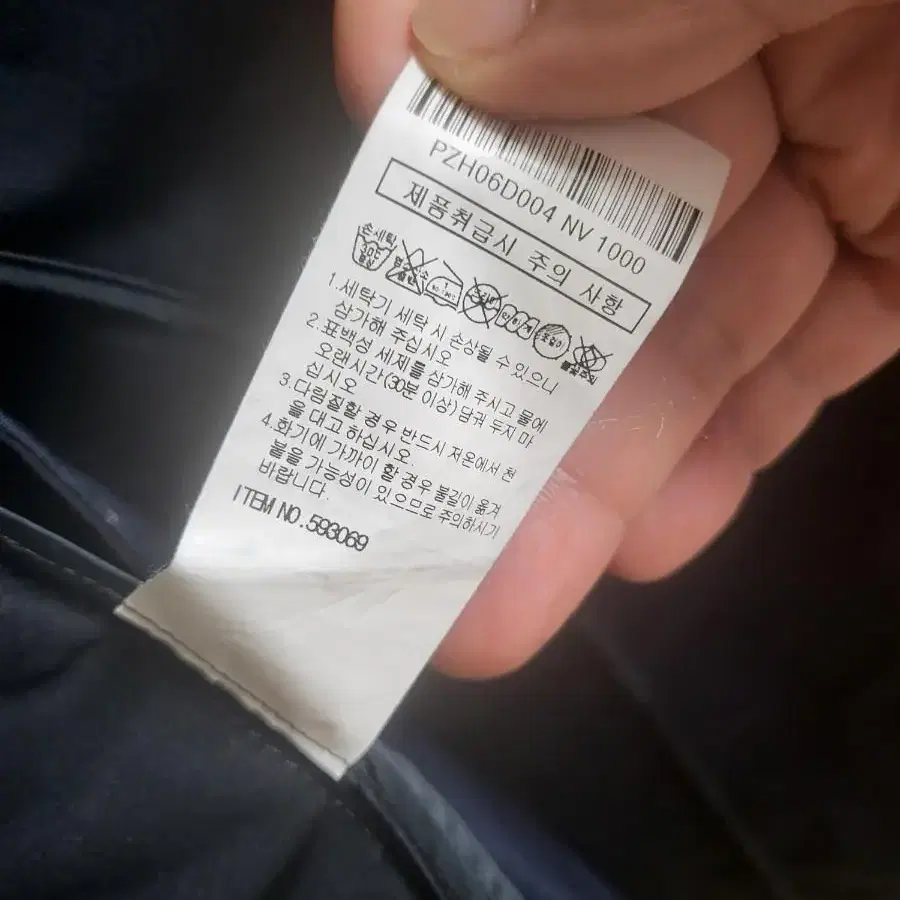 PZH06D004 NV 1000
제품취급시 주의 사항
손세탁
30℃
약하게
1.세탁기 세탁 시 손상될 수 있으니
삼가해 주십시오
2.표백성 세제를 삼가해 주시고 물에
오랜시간(30분 이상) 담궈 두지 마
십시오
3.다림질할 경우 반드시 저온에서 천
을 대고 하십시오.
4.화기에 가까이 할 경우 불길이 옮겨
붙을 가능성이 있으므로 주의하시기
바랍니다.
ITEM NO.593069